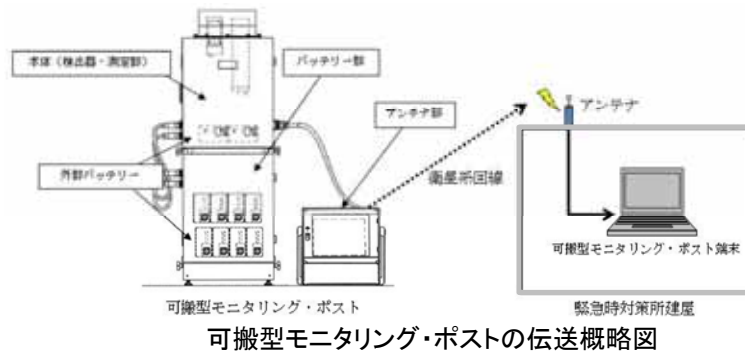 本体（検出器・測定部）
バッテリー部
アンテナ部
外部バッテリー
衛星系回線
アンテナ
可搬型モニタリング・ポスト端末
可搬型モニタリング・ポスト
緊急時対策所建屋
可搬型モニタリング・ポストの伝送概略図